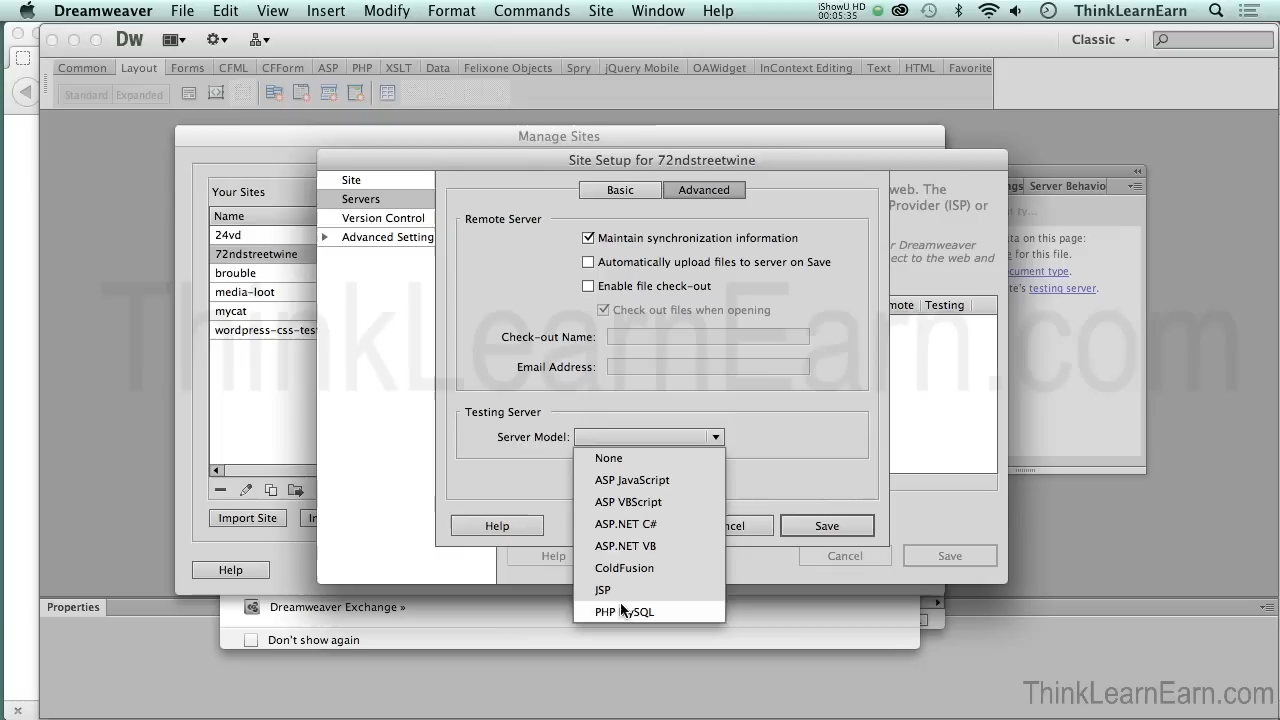 Dreamweaver File Edit View Insert Modify Format Commands Site Window Help
iShowU HD
00:05:35
ThinkLearnEarn
Dw
Classic
Common Layout Forms CFML CFForm ASP PHP XSLT Data Felixone Objects Spry jQuery Mobile OAWidget InContext Editing Text HTML Favorite
Standard Expanded
Manage Sites
Site Setup for 72ndstreetwine
Your Sites
Name
24vd
72ndstreetwine
brouble
media-loot
mycat
wordpress-css-test
Import Site
Help
Site
Servers
Version Control
Advanced Setting
Basic Advanced
Remote Server
Maintain synchronization information
Automatically upload files to server on Save
Enable file check-out
Check out files when opening
Check-out Name:
Email Address:
Testing Server
Server Model:
None
ASP JavaScript
ASP VBScript
ASP.NET C#
ASP.NET VB
ColdFusion
JSP
PHP MySQL
Help ncel Save
Help Cancel Save
web. The
Provider (ISP) or
r Dreamweaver
ect to the web and
mote Testing
ngs Server Behavio
ta on this page:
e for this file.
cument type.
te's testing server.
Properties
Dreamweaver Exchange »
Don't show again
ThinkLearnEarn.com
ThinkLearnEarn.com